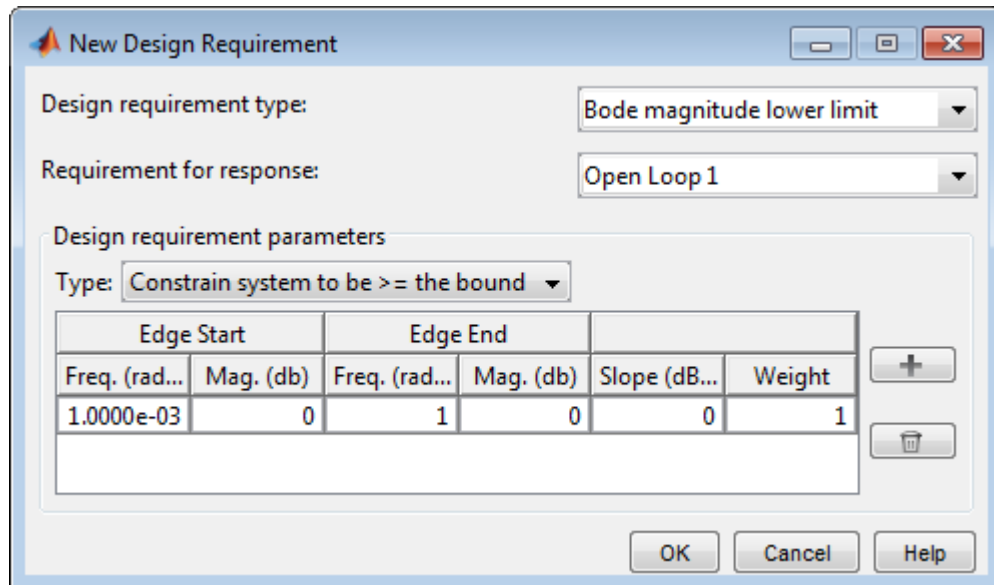 New Design Requirement
Design requirement type: Bode magnitude lower limit
Requirement for response: Open Loop 1
Design requirement parameters
Type: Constrain system to be >= the bound
Edge Start Edge End
Freq. (rad... Mag. (db) Freq. (rad... Mag. (db) Slope (dB... Weight
1.0000e-03 0 1 0 0 1
OK Cancel Help